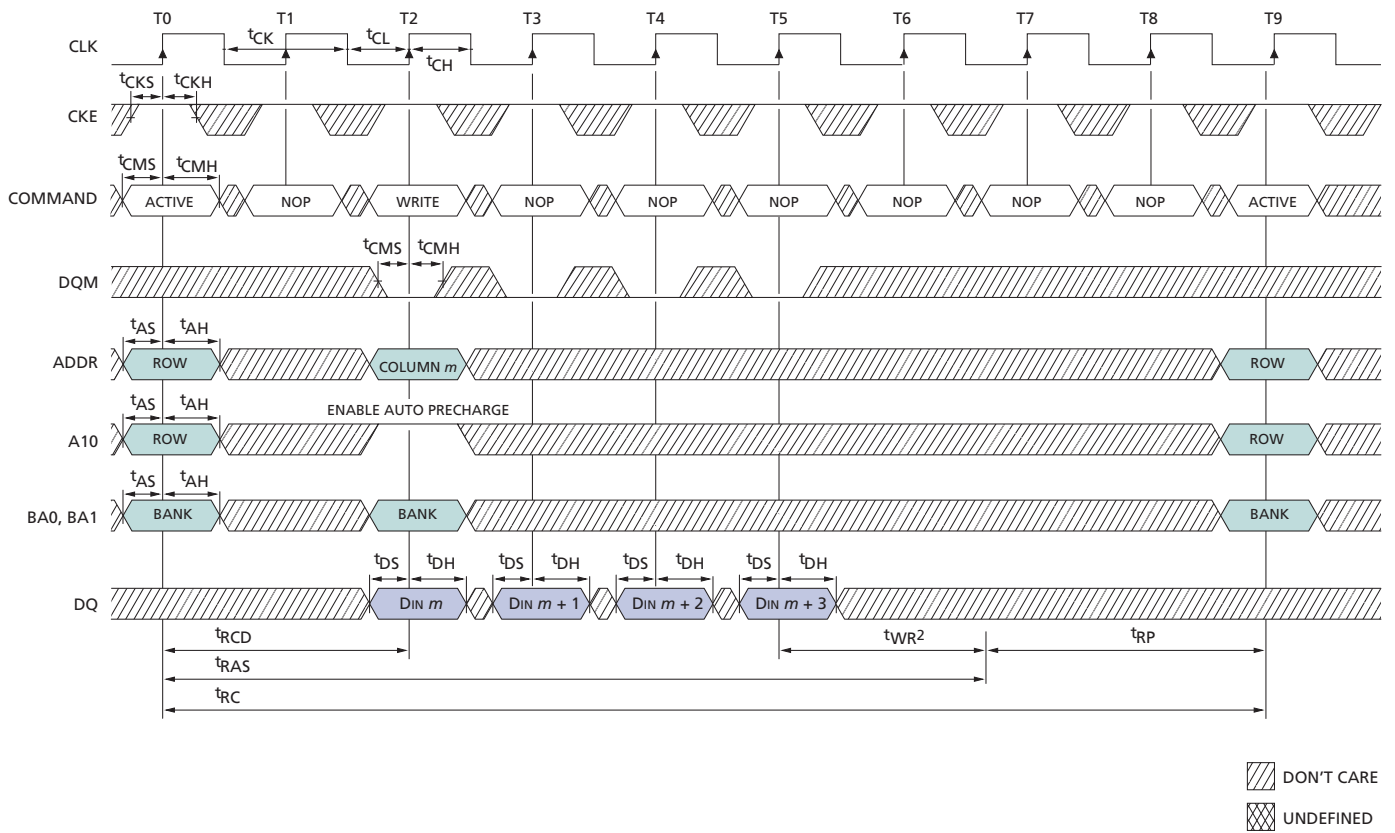 T0 T1 T2 T3 T4 T5 T6 T7 T8 T9
CLK tCK tCL tCH
tCKS tCKH
CKE
tCMS tCMH
COMMAND ACTIVE NOP WRITE NOP NOP NOP NOP NOP NOP ACTIVE
tCMS tCMH
DQM
tAS tAH
ADDR ROW COLUMN m ROW
tAS tAH ENABLE AUTO PRECHARGE
A10 ROW ROW
tAS tAH
BA0, BA1 BANK BANK BANK
tDS tDH tDS tDH tDS tDH tDS tDH
DQ DIN m DIN m + 1 DIN m + 2 DIN m + 3
tRCD tWR2 tRP
tRAS
tRC
DON'T CARE
UNDEFINED